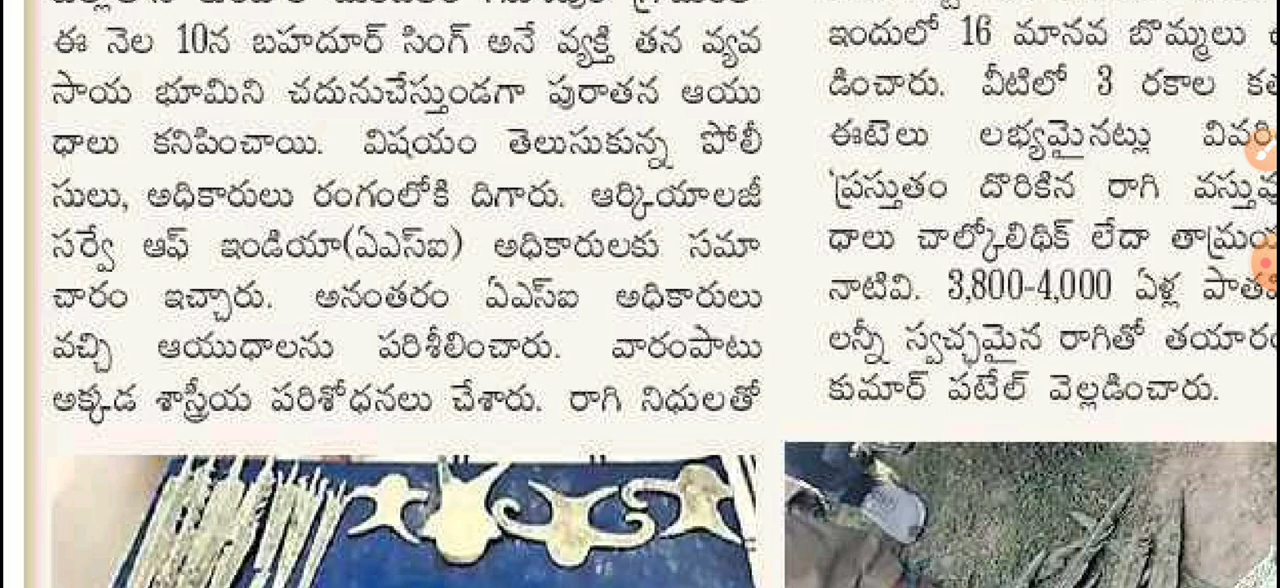 ఈ నెల 10న బహదూర్ సింగ్ అనే వ్యక్తి తన వ్యవ
సాయ భూమిని చదునుచేస్తుండగా పురాతన ఆయు
ధాలు కనిపించాయి. విషయం తెలుసుకున్న పోలీ
సులు, అధికారులు రంగంలోకి దిగారు. ఆర్కియాలజీ
సర్వే ఆఫ్ ఇండియా(ఏఎస్ఐ) అధికారులకు సమా
చారం ఇచ్చారు. అనంతరం ఏఎస్ఐ అధికారులు
వచ్చి ఆయుధాలను పరిశీలించారు. వారంపాటు
అక్కడ శాస్త్రీయ పరిశోధనలు చేశారు. రాగి నిధులతో
ఇందులో 16 మానవ బొమ్మలు
డించారు. వీటిలో 3 రకాల
ఈటెలు లభ్యమైనట్లు
'ప్రస్తుతం దొరికిన రాగి
ధాలు చాల్కోలిథిక్ లేదా
నాటివి. 3,800-4,000 ఏళ్ల
లన్నీ స్వచ్ఛమైన రాగితో
కుమార్ పటేల్ వెల్లడించారు.